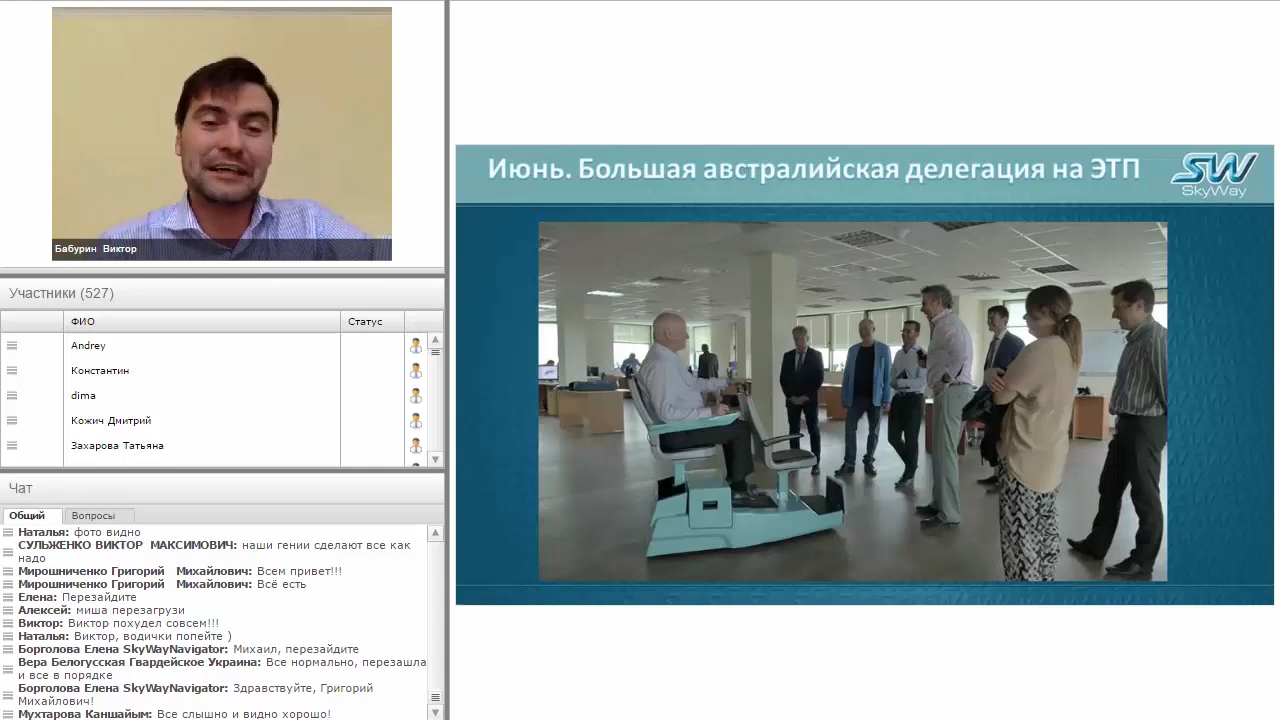 Бабурин Виктор
Участники (527)
ФИО Статус
Andrey
Константин
dima
Кожич Дмитрий
Захарова Татьяна
Чат
Общий Вопросы
Наталья: фото видно
СУЛЬЖЕНКО ВИКТОР МАКСИМОВИЧ: наши гении сделают все как
надо
Мирошниченко Григорий Михайлович: Всем привет!!!
Мирошниченко Григорий Михайлович: Всё есть
Елена: Перезайдите
Алексей: миша перезагрузи
Виктор: Виктор похудел совсем!!!
Наталья: Виктор, водички попейте )
Борголова Елена SkyWayNavigator: Михаил, перезайдите
Вера Белогусская Гвардейское Украина: Все нормально, перезашла
и все в порядке
Борголова Елена SkyWayNavigator: Здравствуйте, Григорий
Михайлович!
Мухтарова Каншайым: Все слышно и видно хорошо!
Июнь. Большая австралийская делегация на ЭТП
SW
SkyWay